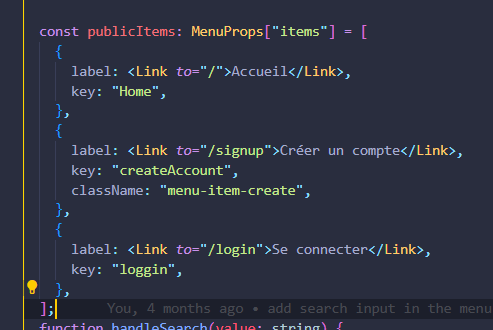 const publicItems: MenuProps["items"] = [
{
label: <Link to="/">Accueil</Link>,
key: "Home",
},
{
label: <Link to="/signup">Créer un compte</Link>,
key: "createAccount",
className: "menu-item-create",
},
{
label: <Link to="/login">Se connecter</Link>,
key: "loggin",
},
]; You, 4 months ago • add search input in the menu
function handleSearch(value: string) {